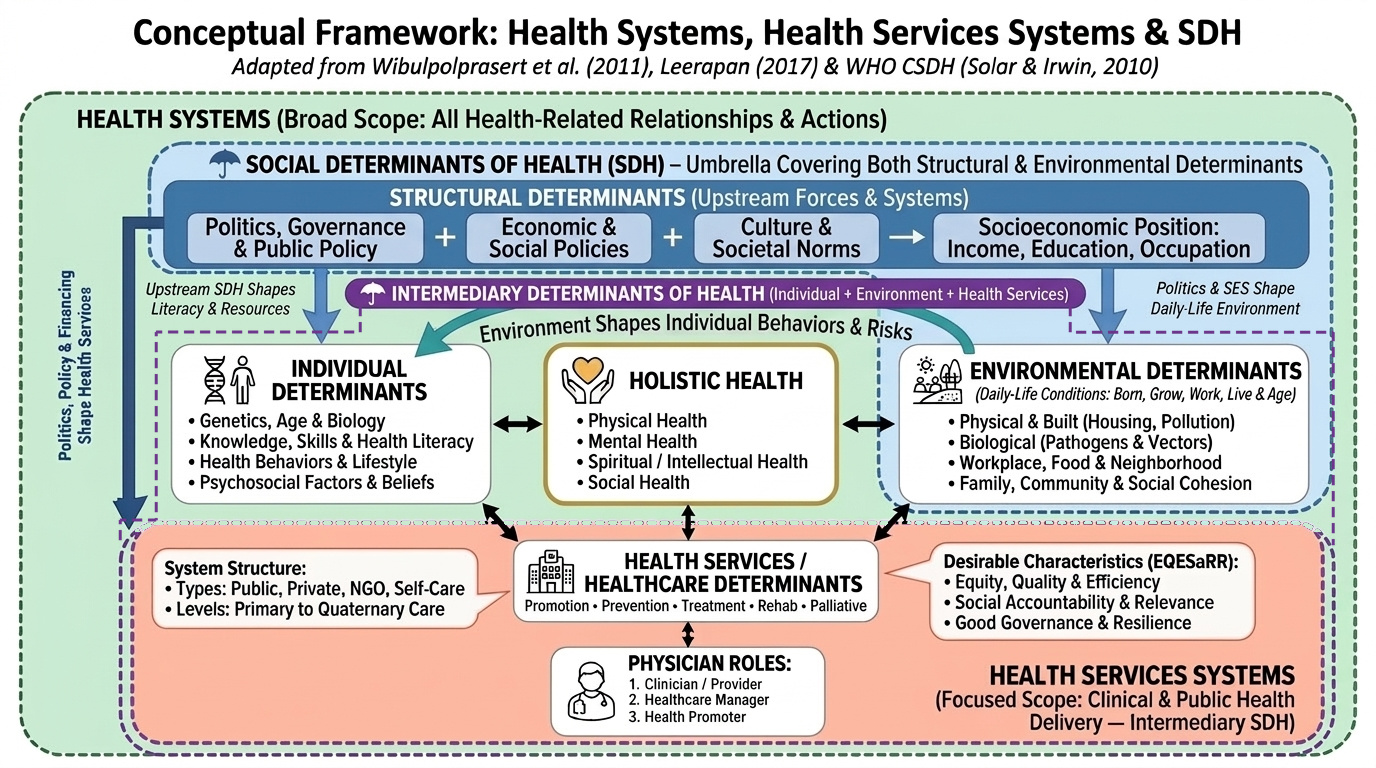 Conceptual Framework: Health Systems, Health Services Systems & SDH
Adapted from Wibulpolprasert et al. (2011), Leerapan (2017) & WHO CSDH (Solar & Irwin, 2010)
HEALTH SYSTEMS (Broad Scope: All Health-Related Relationships & Actions)
SOCIAL DETERMINANTS OF HEALTH (SDH) – Umbrella Covering Both Structural & Environmental Determinants
STRUCTURAL DETERMINANTS (Upstream Forces & Systems)
Politics, Governance
& Public Policy
+
Economic &
Social Policies
+
Culture &
Societal Norms
Socioeconomic Position:
Income, Education, Occupation
Politics, Policy & Financing
Shape Health Services
Upstream SDH Shapes
Literacy & Resources
INTERMEDIARY DETERMINANTS OF HEALTH (Individual + Environment + Health Services)
Politics & SES Shape
Daily-Life Environment
Environment Shapes Individual Behaviors & Risks
INDIVIDUAL
DETERMINANTS
• Genetics, Age & Biology
• Knowledge, Skills & Health Literacy
• Health Behaviors & Lifestyle
• Psychosocial Factors & Beliefs
HOLISTIC HEALTH
• Physical Health
• Mental Health
• Spiritual / Intellectual Health
• Social Health
ENVIRONMENTAL DETERMINANTS
(Daily-Life Conditions: Born, Grow, Work, Live & Age)
• Physical & Built (Housing, Pollution)
• Biological (Pathogens & Vectors)
• Workplace, Food & Neighborhood
• Family, Community & Social Cohesion
System Structure:
• Types: Public, Private, NGO, Self-Care
• Levels: Primary to Quaternary Care
HEALTH SERVICES /
HEALTHCARE DETERMINANTS
Promotion • Prevention • Treatment • Rehab • Palliative
Desirable Characteristics (EQESaRR):
• Equity, Quality & Efficiency
• Social Accountability & Relevance
• Good Governance & Resilience
PHYSICIAN ROLES:
1. Clinician / Provider
2. Healthcare Manager
3. Health Promoter
HEALTH SERVICES SYSTEMS
(Focused Scope: Clinical & Public Health
Delivery — Intermediary SDH)